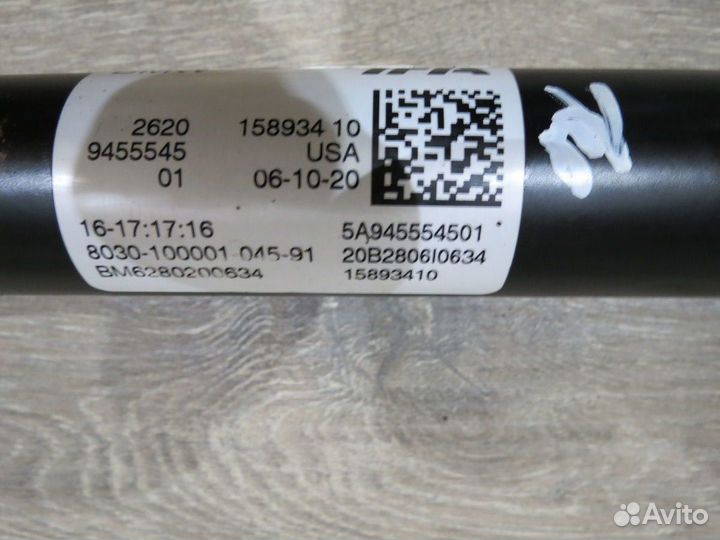 2620 158934 10
9455545 USA
01 06-10-20
16-17:17:16 5A945554501
8030-100001 045-91 20B2806I0634
BM6280200634 15893410
Avito